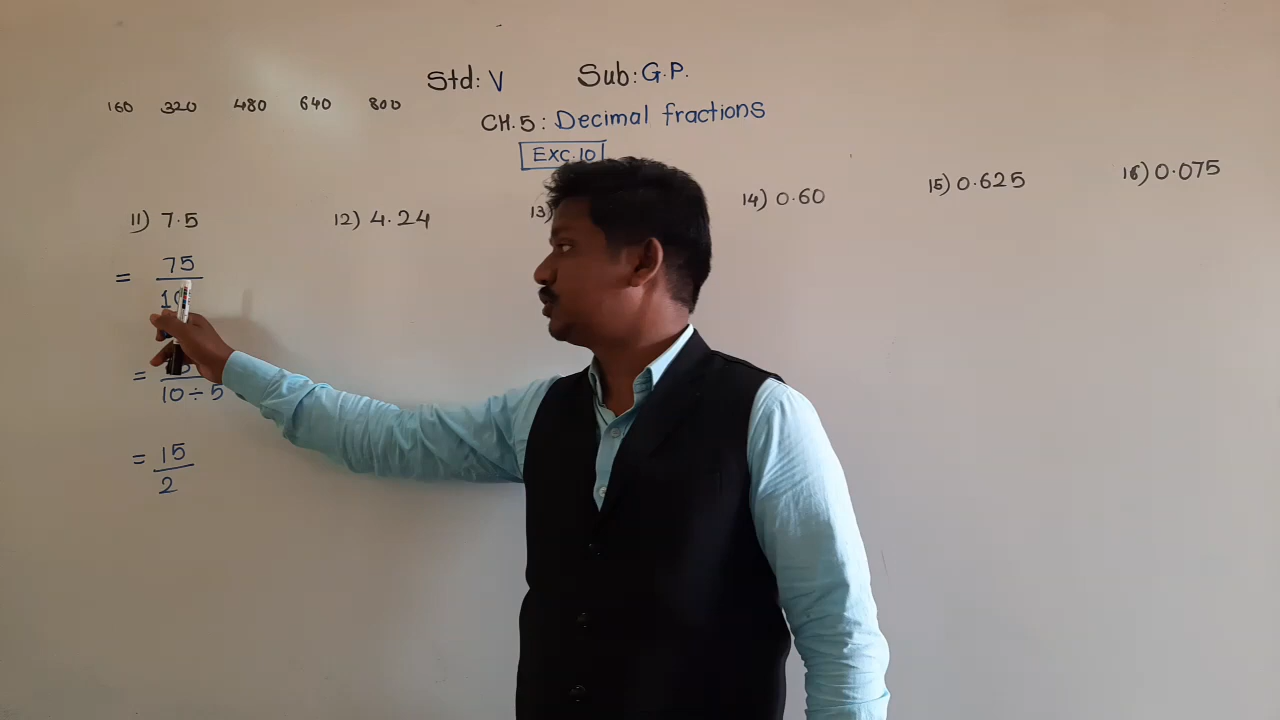 Std: V Sub: G.P.
160 320 480 640 800
CH.5: Decimal fractions
EXC.10
11) 7.5 12) 4.24 13) 14) 0.60 15) 0.625 16) 0.075
= 75
10
=
10 ÷ 5
= 15
2